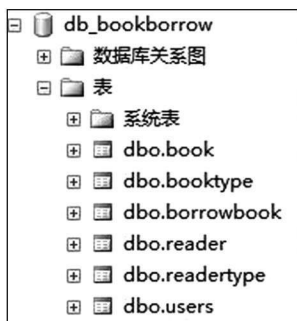 db_bookborrow
数据库关系图
表
系统表
dbo.book
dbo.booktype
dbo.borrowbook
dbo.reader
dbo.readertype
dbo.users